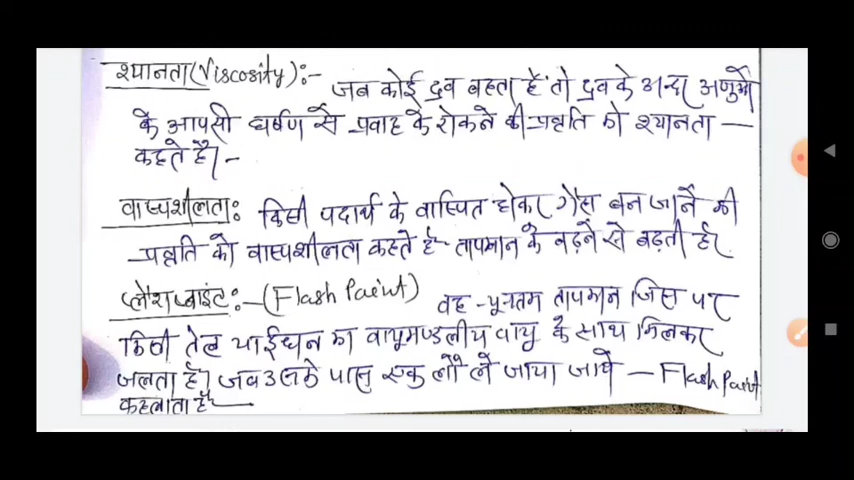 श्यानता(Viscosity):-
जब कोई द्रव बहता है तो द्रव के अन्दर अणुओ
के आपसी घर्षण से प्रवाह के रोकने की प्रवृति को श्यानता —
कहते है। -
वाष्पशीलता:
किसी पदार्थ के वाष्पित होकर गैस बन जाने की
प्रवृति को वाष्पशीलता कहते है - तापमान के बढ़ने से बढ़ती है।
फ्लैश प्वाइंट:-(Flash Point)
वह न्यूनतम तापमान जिस पर
किसी तेल या ईंधन का वायुमण्डलीय वायु के साथ मिलकर
जलता है। जब उसके पास एक लौ ले जाया जाये — Flash Point
कहलाता है —